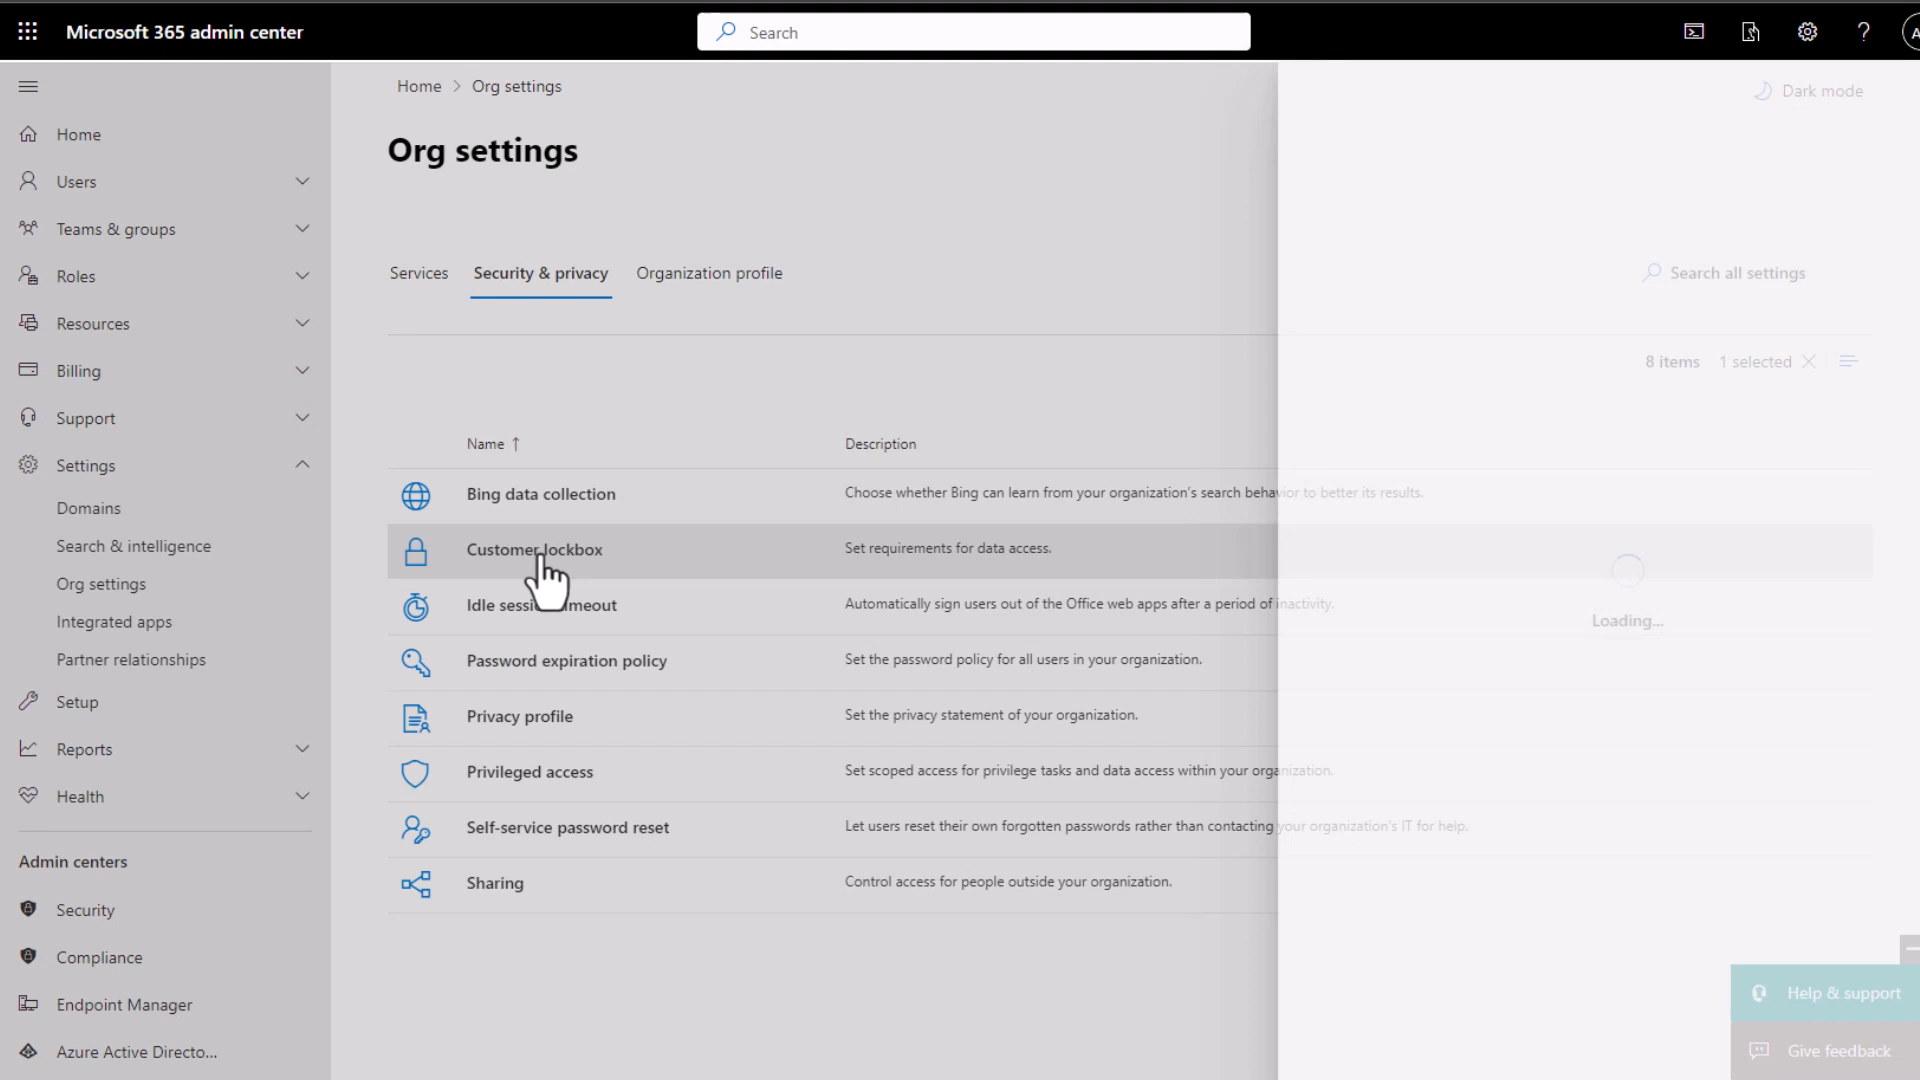 Microsoft 365 admin center
Search
A
Home > Org settings
Dark mode
Home
Users
Teams & groups
Roles
Resources
Billing
Support
Settings
Domains
Search & intelligence
Org settings
Integrated apps
Partner relationships
Setup
Reports
Health
Admin centers
Security
Compliance
Endpoint Manager
Azure Active Directo...
Org settings
Services
Security & privacy
Organization profile
Search all settings
8 items
1 selected
Name ↑
Description
Bing data collection
Choose whether Bing can learn from your organization's search behavior to better its results.
Customer lockbox
Set requirements for data access.
Idle session timeout
Automatically sign users out of the Office web apps after a period of inactivity.
Loading...
Password expiration policy
Set the password policy for all users in your organization.
Privacy profile
Set the privacy statement of your organization.
Privileged access
Set scoped access for privilege tasks and data access within your organization.
Self-service password reset
Let users reset their own forgotten passwords rather than contacting your organization's IT for help.
Sharing
Control access for people outside your organization.
Help & support
Give feedback